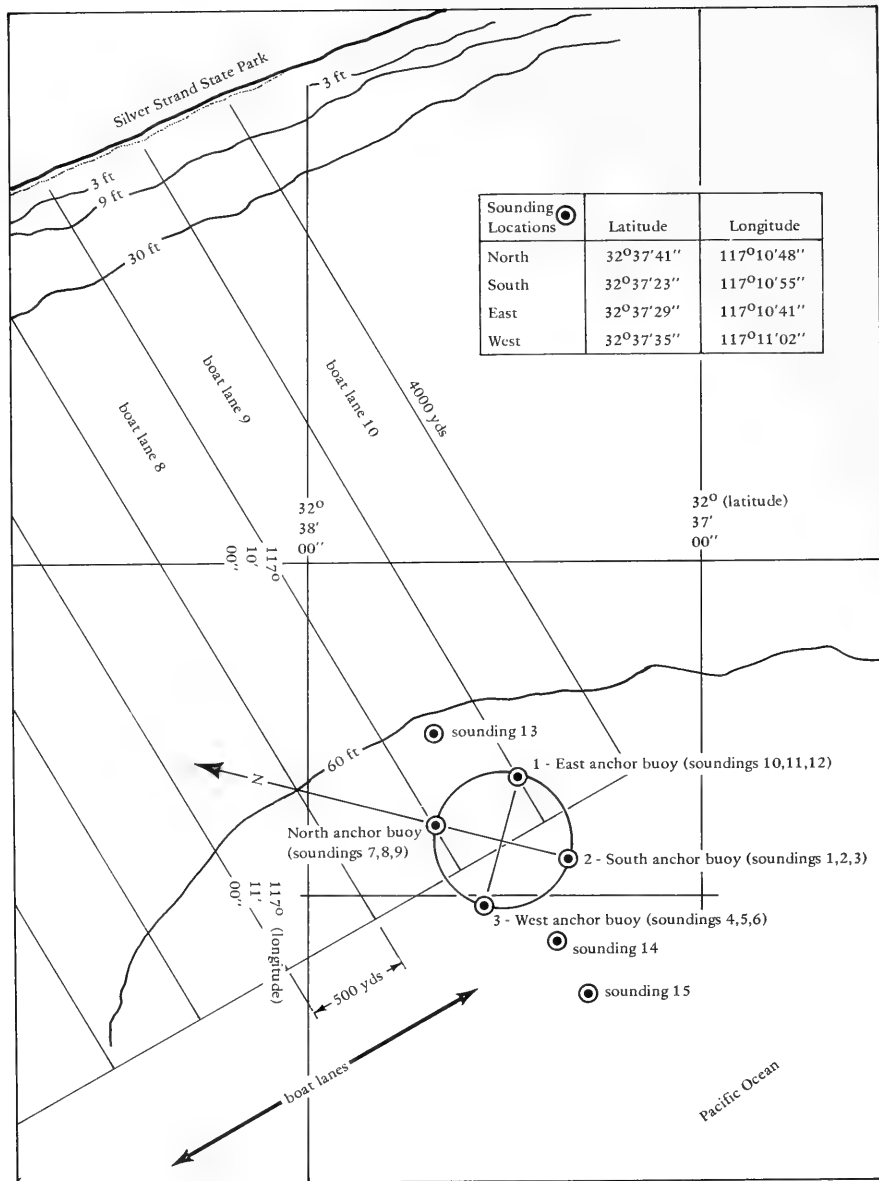 Silver Strand State Park
3 ft
3 ft
9 ft
30 ft
Sounding Locations Latitude Longitude
North 32°37'41'' 117°10'48''
South 32°37'23'' 117°10'55''
East 32°37'29'' 117°10'41''
West 32°37'35'' 117°11'02''
boat lane 8
boat lane 9
boat lane 10
4000 yds
32°
38'
00''
32° (latitude)
37'
00''
117°
10'
00''
sounding 13
60 ft
N
1 - East anchor buoy (soundings 10,11,12)
North anchor buoy
(soundings 7,8,9)
2 - South anchor buoy (soundings 1,2,3)
117° (longitude)
11'
00''
3 - West anchor buoy (soundings 4,5,6)
sounding 14
500 yds
sounding 15
boat lanes
Pacific Ocean